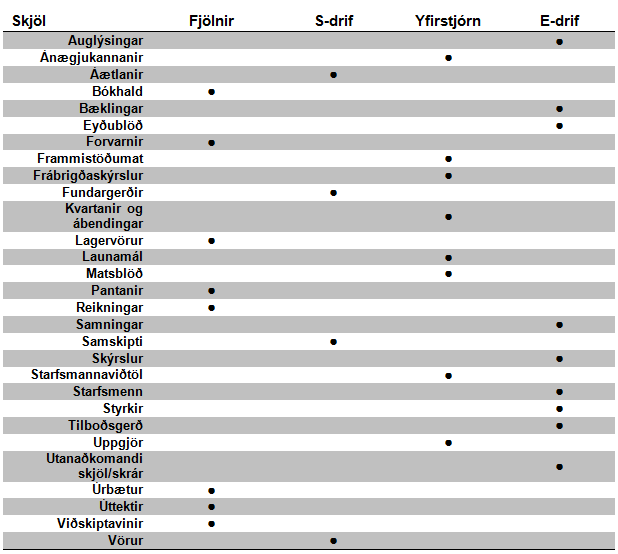 Skjöl Fjölnir S-drif Yfirstjórn E-drif
Auglýsingar ●
Ánægjukannanir ●
Áætlanir ●
Bókhald ●
Bæklingar ●
Eyðublöð ●
Forvarnir ●
Frammistöðumat ●
Frábrigðaskýrslur ●
Fundargerðir ●
Kvartanir og
ábendingar ●
Lagervörur ●
Launamál ●
Matsblöð ●
Pantanir ●
Reikningar ●
Samningar ●
Samskipti ●
Skýrslur ●
Starfsmannaviðtöl ●
Starfsmenn ●
Styrkir ●
Tilboðsgerð ●
Uppgjör ●
Utanaðkomandi
skjöl/skrár ●
Úrbætur ●
Úttektir ●
Viðskiptavinir ●
Vörur ●